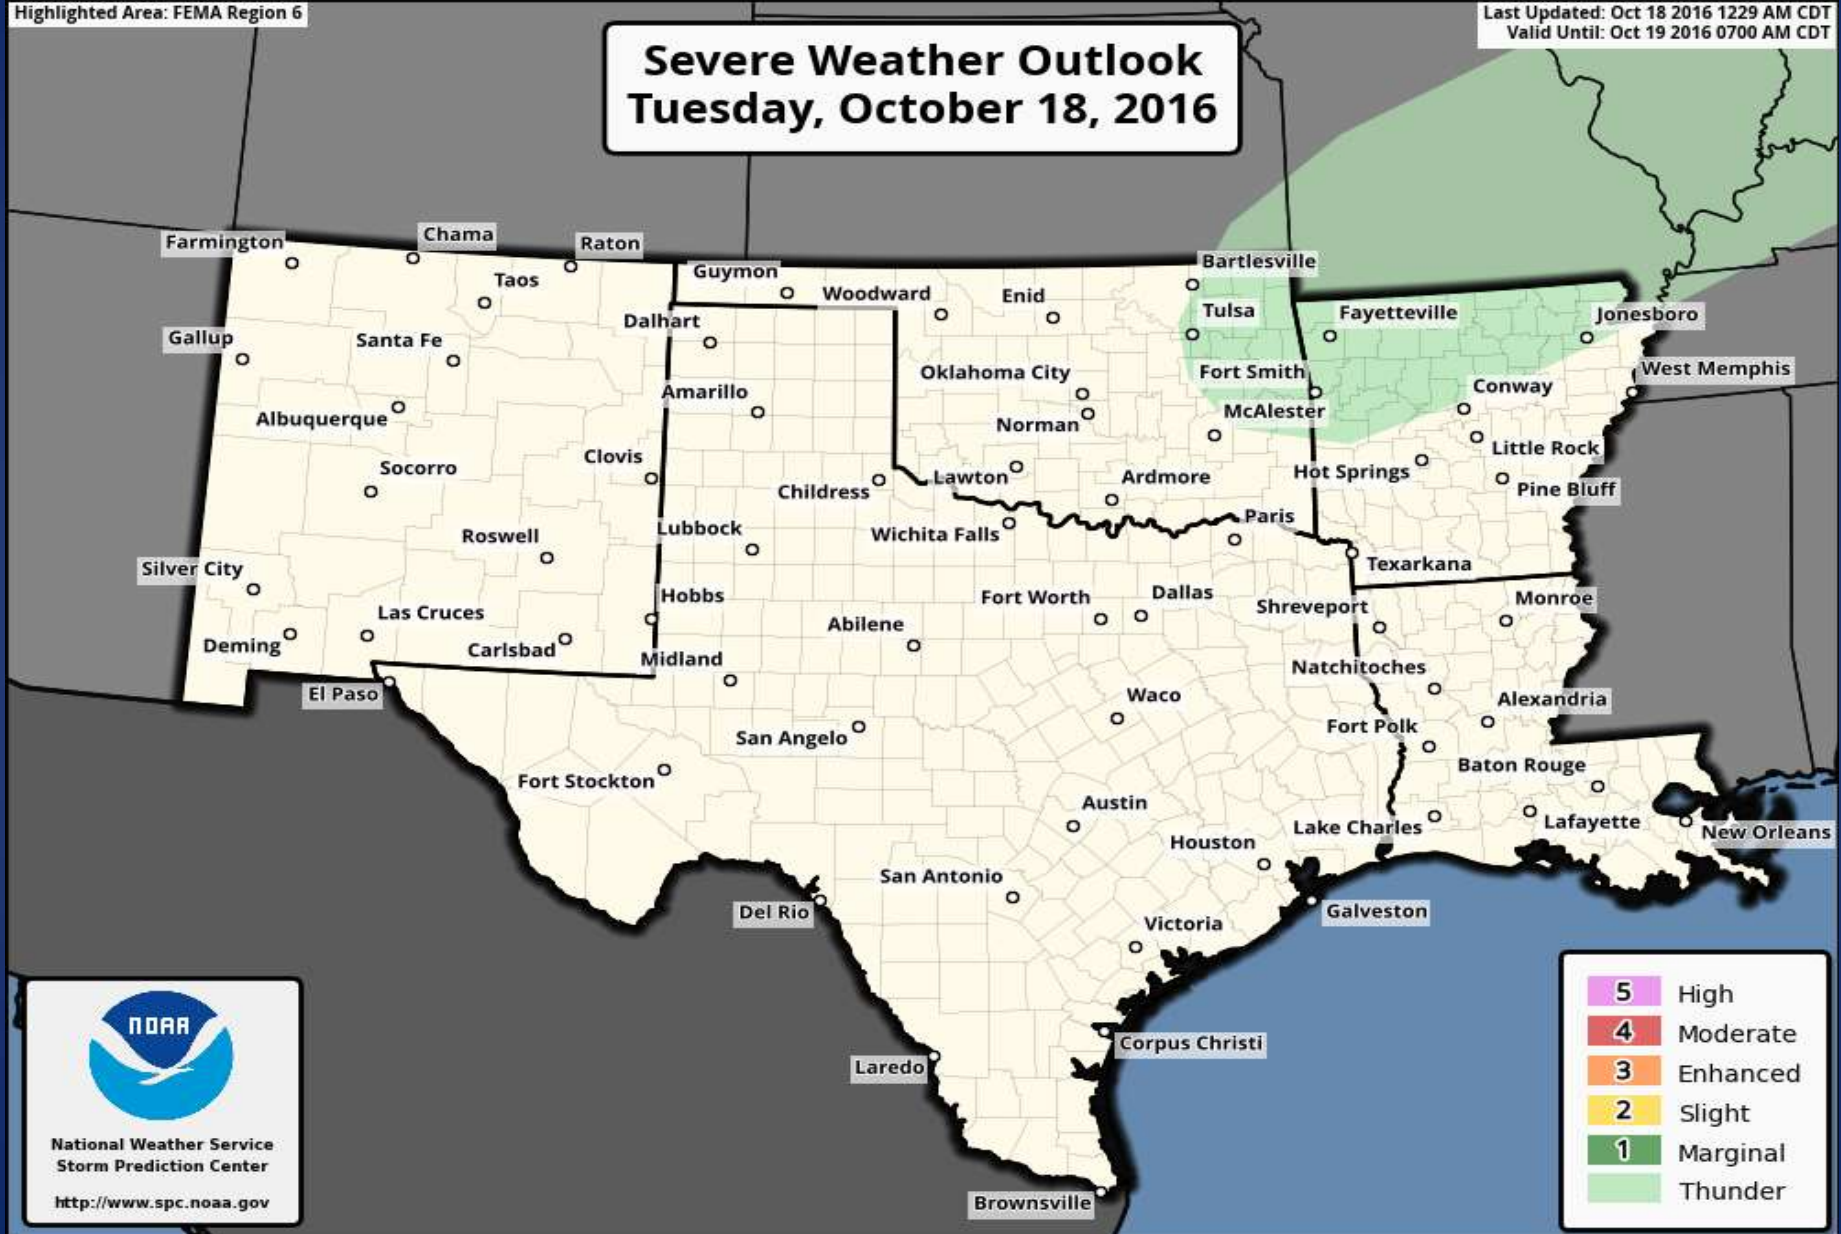 Highlighted Area: FEMA Region 6
Last Updated: Oct 18 2016 1229 AM CDT
Valid Until: Oct 19 2016 0700 AM CDT
Severe Weather Outlook
Tuesday, October 18, 2016
Farmington
Chama
Raton
Taos
Guymon
Woodward
Enid
Bartlesville
Tulsa
Fayetteville
Jonesboro
Gallup
Santa Fe
Dalhart
Oklahoma City
Fort Smith
West Memphis
Conway
Albuquerque
Amarillo
Norman
McAlester
Little Rock
Socorro
Clovis
Childress
Lawton
Ardmore
Hot Springs
Pine Bluff
Roswell
Lubbock
Wichita Falls
Paris
Texarkana
Silver City
Hobbs
Fort Worth
Dallas
Shreveport
Monroe
Las Cruces
Deming
Carlsbad
Abilene
Midland
Natchitoches
El Paso
Waco
Alexandria
San Angelo
Fort Polk
Fort Stockton
Baton Rouge
Austin
Lake Charles
Lafayette
New Orleans
Houston
San Antonio
Del Rio
Galveston
Victoria
Corpus Christi
Laredo
Brownsville
NOAA
National Weather Service
Storm Prediction Center
http://www.spc.noaa.gov
5 High
4 Moderate
3 Enhanced
2 Slight
1 Marginal
Thunder